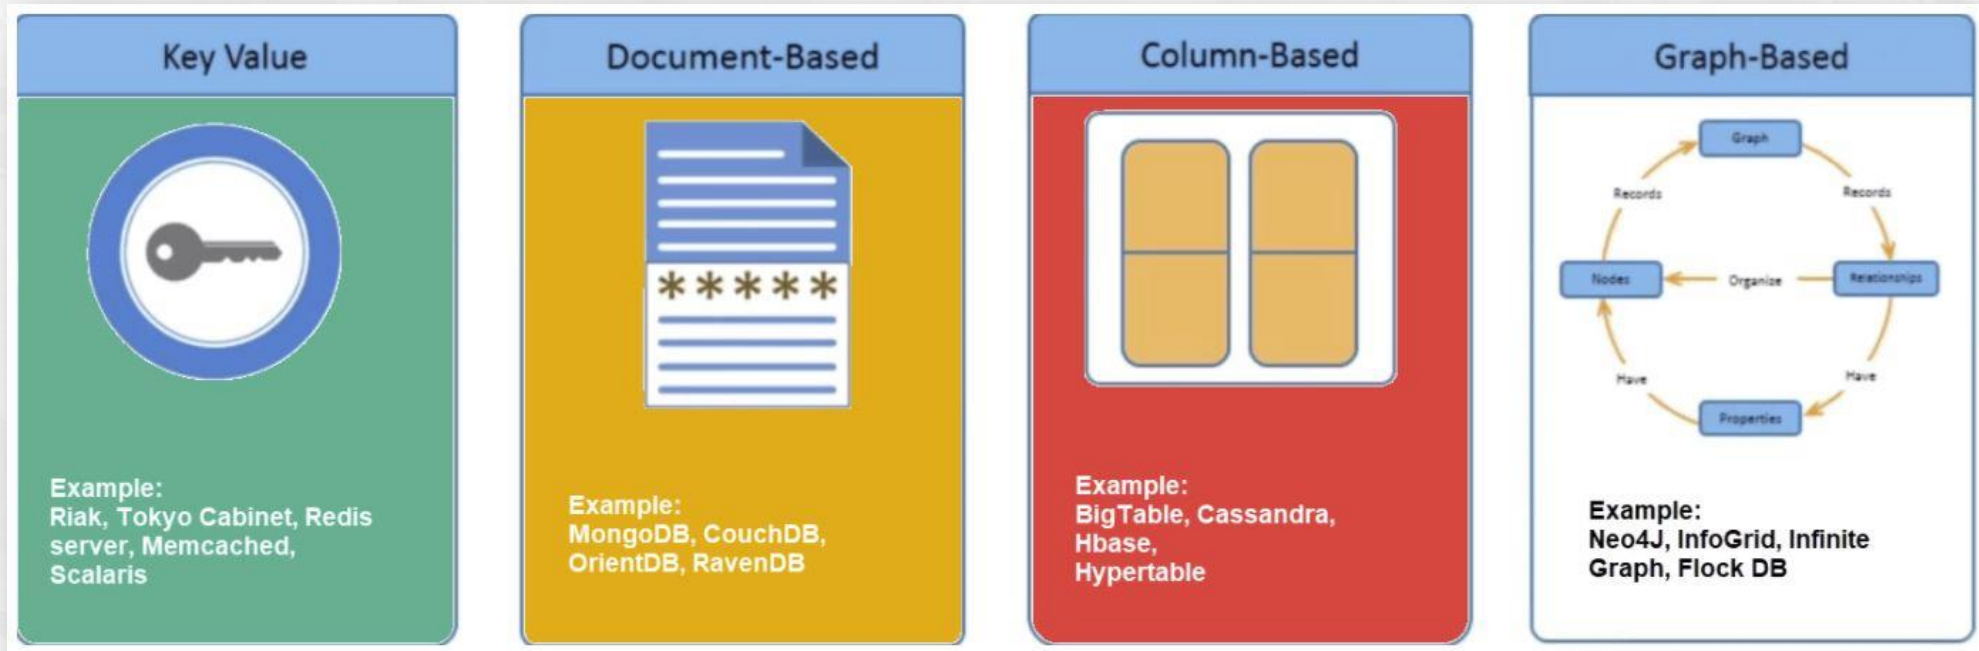 Key Value
Example:
Riak, Tokyo Cabinet, Redis
server, Memcached,
Scalaris
Document-Based
*****
Example:
MongoDB, CouchDB,
OrientDB, RavenDB
Column-Based
Example:
BigTable, Cassandra,
Hbase,
Hypertable
Graph-Based
Graph
Records
Records
Nodes
Organize
Relationships
Have
Have
Properties
Example:
Neo4J, InfoGrid, Infinite
Graph, Flock DB